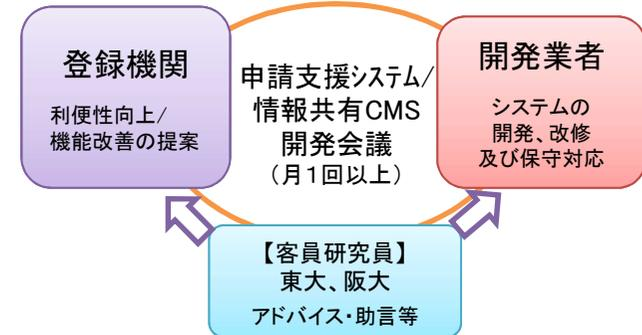 登録機関
利便性向上/
機能改善の提案
申請支援システム/
情報共有CMS
開発会議
(月1回以上)
開発業者
システムの
開発、改修
及び保守対応
【客員研究員】
東大、阪大
アドバイス・助言等